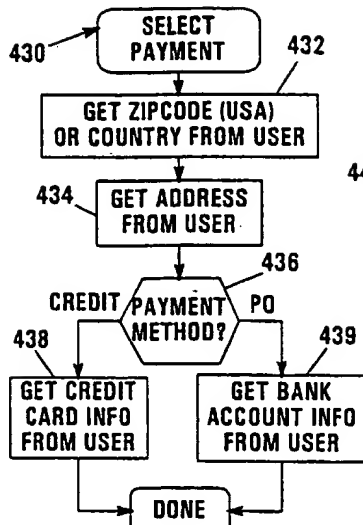 SELECT
PAYMENT
430
432
GET ZIPCODE (USA)
OR COUNTRY FROM USER
434
GET ADDRESS
FROM USER
44
436
CREDIT
PAYMENT
METHOD?
PO
438
439
GET CREDIT
CARD INFO
FROM USER
GET BANK
ACCOUNT INFO
FROM USER
DONE